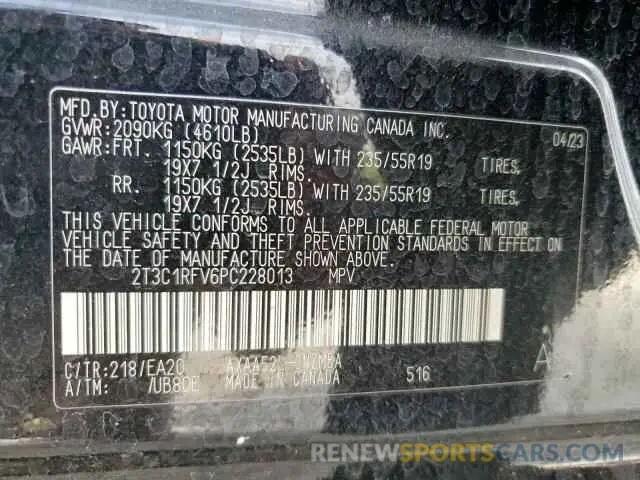 MFD.BY:TOYOTA MOTOR MANUFACTURING CANADA INC.
GVWR:2090KG (4610LB) 04/23
GAWR:FRT. 1150KG (2535LB) WITH 235/55R19 TIRES,
19X7 1/2J RIMS.
RR. 1150KG (2535LB) WITH 235/55R19 TIRES,
19X7 1/2J RIMS.
THIS VEHICLE CONFORMS TO ALL APPLICABLE FEDERAL MOTOR
VEHICLE SAFETY AND THEFT PREVENTION STANDARDS IN EFFECT ON
THE DATE OF MANUFACTURE SHOWN ABOVE.
2T3C1RFV6PC228013 MPV
C/TR:218/EA20
A/TM: /UB80E MADE IN CANADA 516
A
RENEWSPORTSCARS.COM